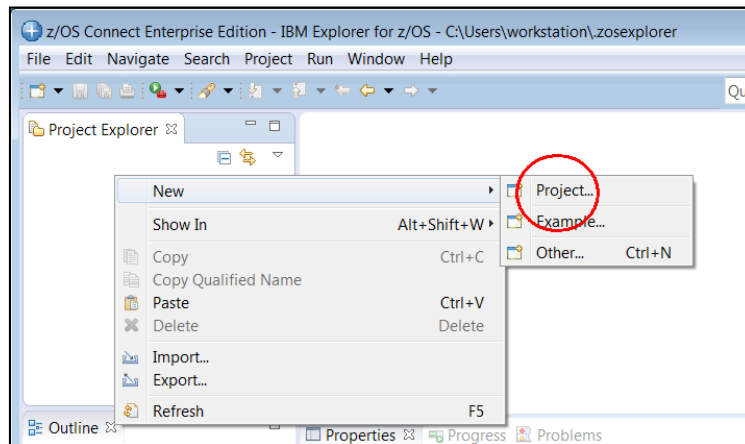 z/OS Connect Enterprise Edition - IBM Explorer for z/OS - C:\Users\workstation\.zosexplorer
File Edit Navigate Search Project Run Window Help
Qu
Project Explorer
New
Project...
Show In Alt+Shift+W
Example...
Other... Ctrl+N
Copy Ctrl+C
Copy Qualified Name
Paste Ctrl+V
Delete Delete
Import...
Export...
Refresh F5
Outline
Properties Progress Problems